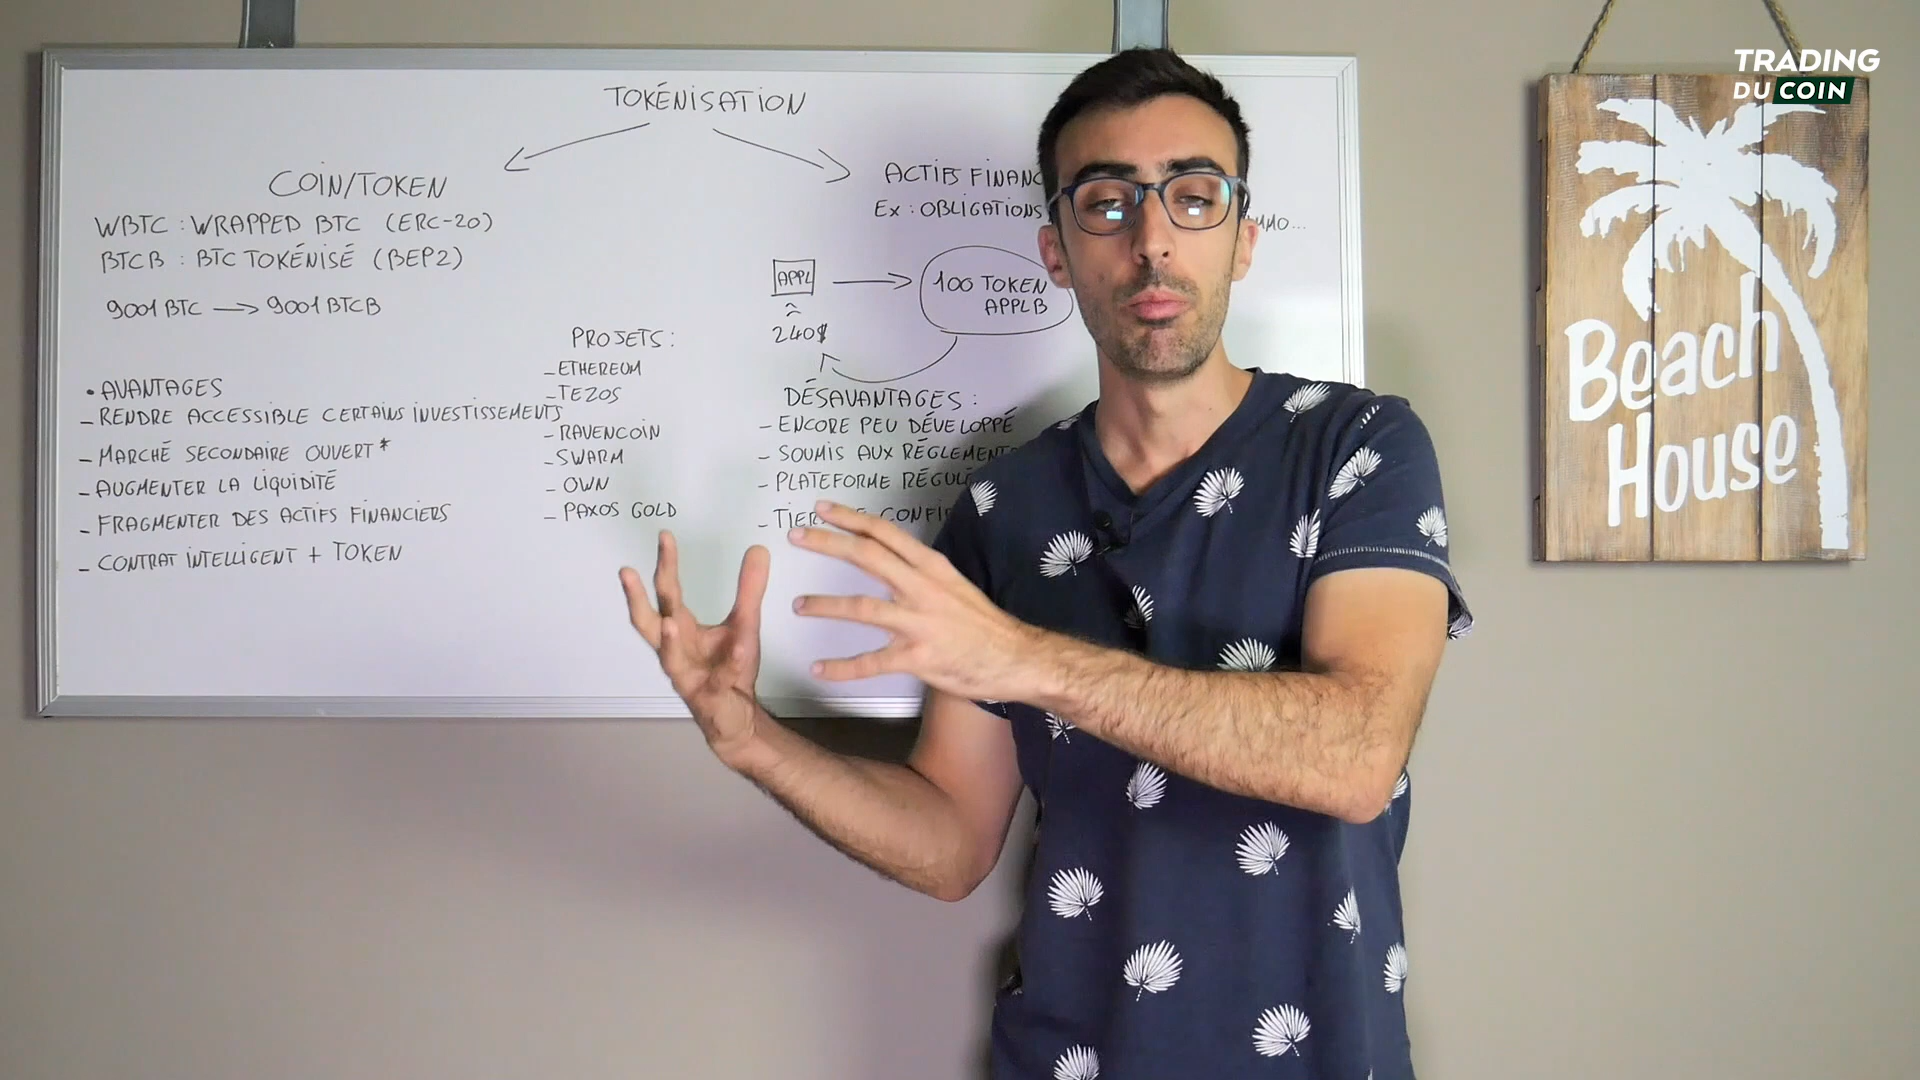 TRADING
DU COIN
TOKÉNISATION
COIN/TOKEN
WBTC : WRAPPED BTC (ERC-20)
BTCB : BTC TOKÉNISÉ (BEP2)
9001 BTC → 9001 BTCB
• AVANTAGES
- RENDRE ACCESSIBLE CERTAINS INVESTISSEMENTS
- MARCHÉ SECONDAIRE OUVERT*
- AUGMENTER LA LIQUIDITÉ
- FRAGMENTER DES ACTIFS FINANCIERS
- CONTRAT INTELLIGENT + TOKEN
PROJETS :
- ETHEREUM
- TEZOS
- RAVENCOIN
- SWARM
- OWN
- PAXOS GOLD
ACTIFS FINANC
EX : OBLIGATIONS
APPL → 100 TOKEN
APPLB
240$
DÉSAVANTAGES :
- ENCORE PEU DÉVELOPPÉ
- SOUMIS AUX RÉGLEMENT
- PLATEFORME RÉGUL
Beach
House